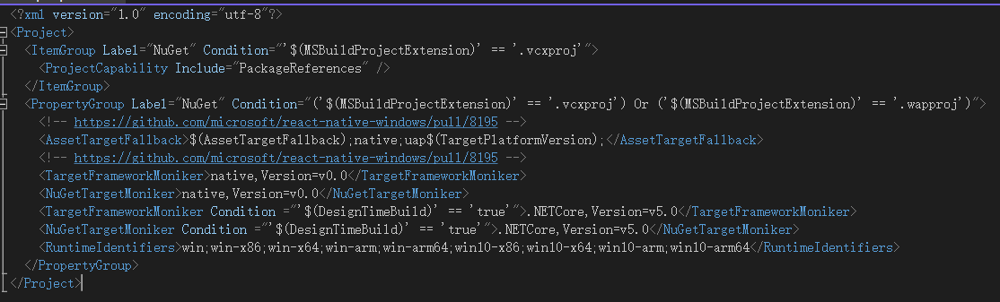 <?xml version="1.0" encoding="utf-8"?>
<Project>
<ItemGroup Label="NuGet" Condition="'$(MSBuildProjectExtension)' == '.vcxproj'">
<ProjectCapability Include="PackageReferences" />
</ItemGroup>
<PropertyGroup Label="NuGet" Condition="('$(MSBuildProjectExtension)' == '.vcxproj') Or ('$(MSBuildProjectExtension)' == '.wapproj')">
<!-- https://github.com/microsoft/react-native-windows/pull/8195 -->
<AssetTargetFallback>$(AssetTargetFallback);native;uap$(TargetPlatformVersion);</AssetTargetFallback>
<!-- https://github.com/microsoft/react-native-windows/pull/8195 -->
<TargetFrameworkMoniker>native,Version=v0.0</TargetFrameworkMoniker>
<NuGetTargetMoniker>native,Version=v0.0</NuGetTargetMoniker>
<TargetFrameworkMoniker Condition ="'$(DesignTimeBuild)' == 'true'">.NETCore,Version=v5.0</TargetFrameworkMoniker>
<NuGetTargetMoniker Condition ="'$(DesignTimeBuild)' == 'true'">.NETCore,Version=v5.0</NuGetTargetMoniker>
<RuntimeIdentifiers>win;win-x86;win-x64;win-arm;win-arm64;win10-x86;win10-x64;win10-arm;win10-arm64</RuntimeIdentifiers>
</PropertyGroup>
</Project>